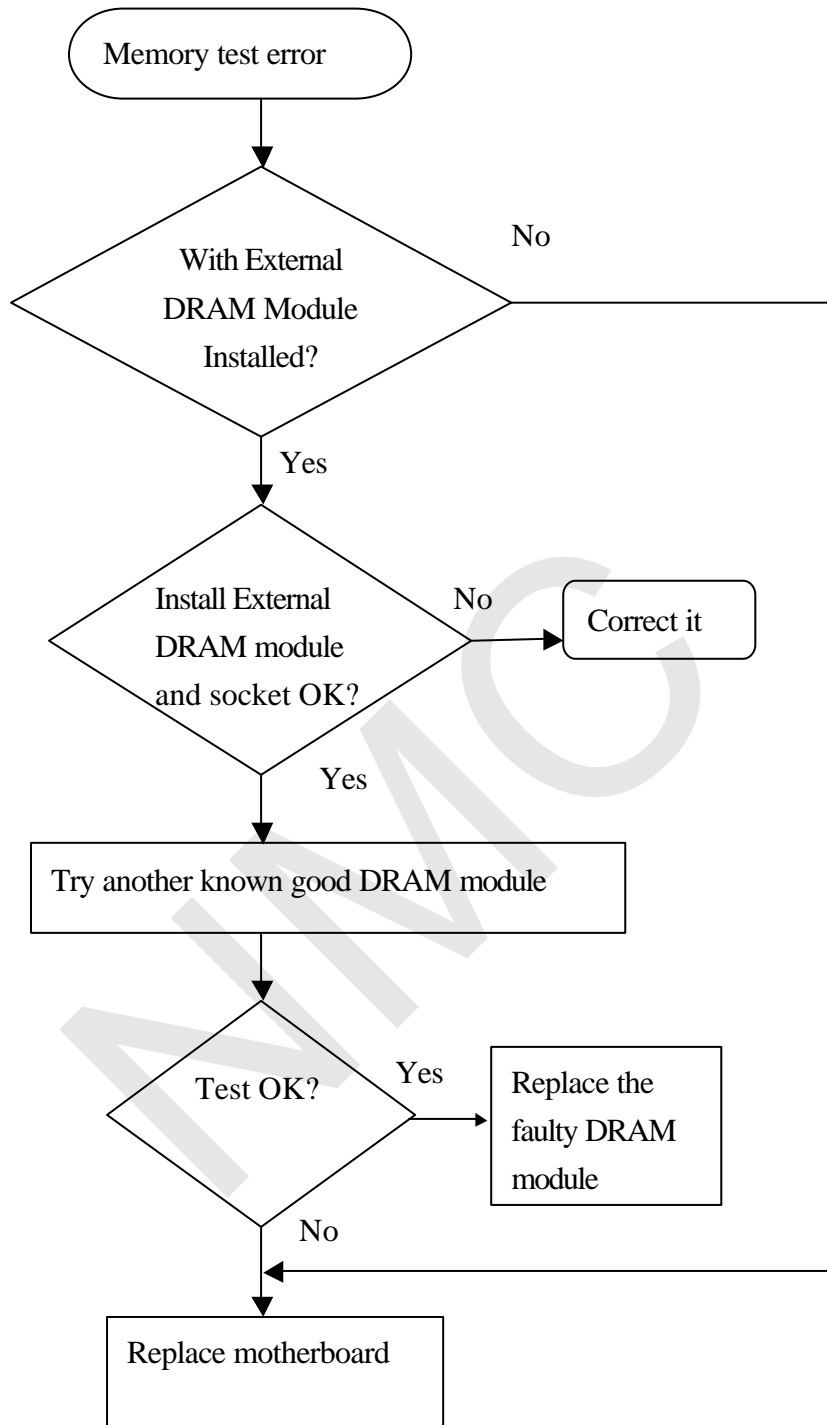 Memory test error
No
With External
DRAM Module
Installed?
Yes
Install External
DRAM module
and socket OK?
No
Correct it
Yes
Try another known good DRAM module
Test OK?
Yes
Replace the
faulty DRAM
module
No
Replace motherboard
NMC